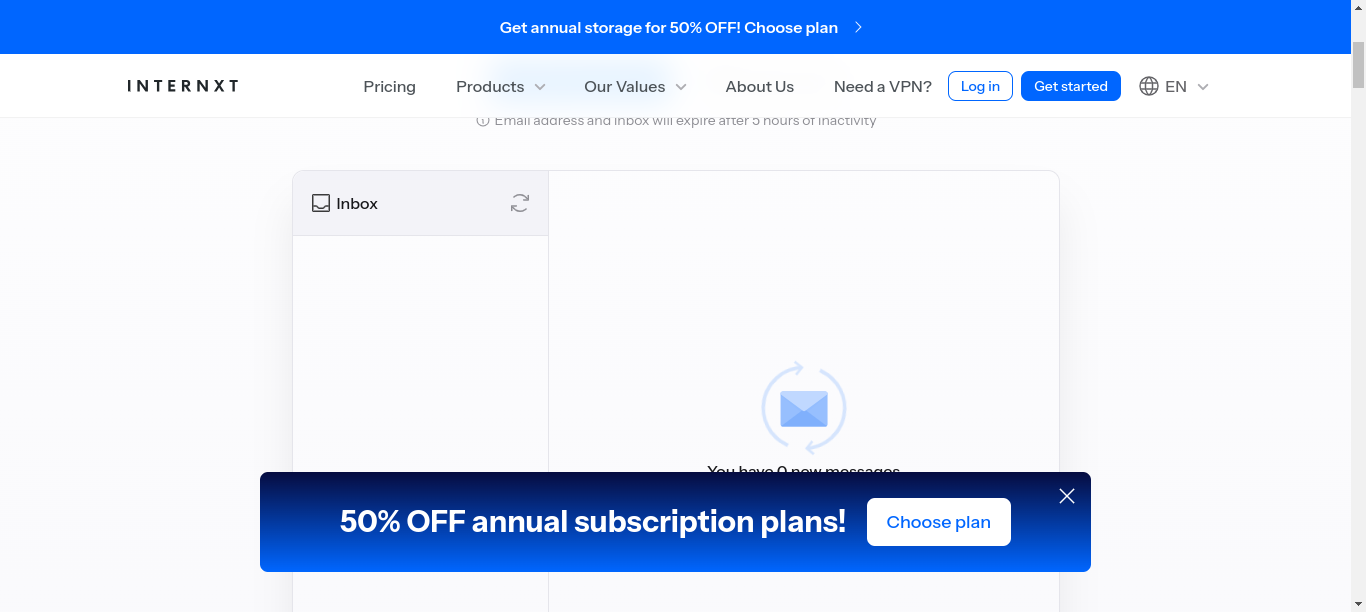 Get annual storage for 50% OFF! Choose plan
INTERNXT
Pricing
Products
Our Values
About Us
Need a VPN?
Log in
Get started
EN
Email address and inbox will expire after 5 hours of inactivity
Inbox
You have 0 new messages
50% OFF annual subscription plans!
Choose plan